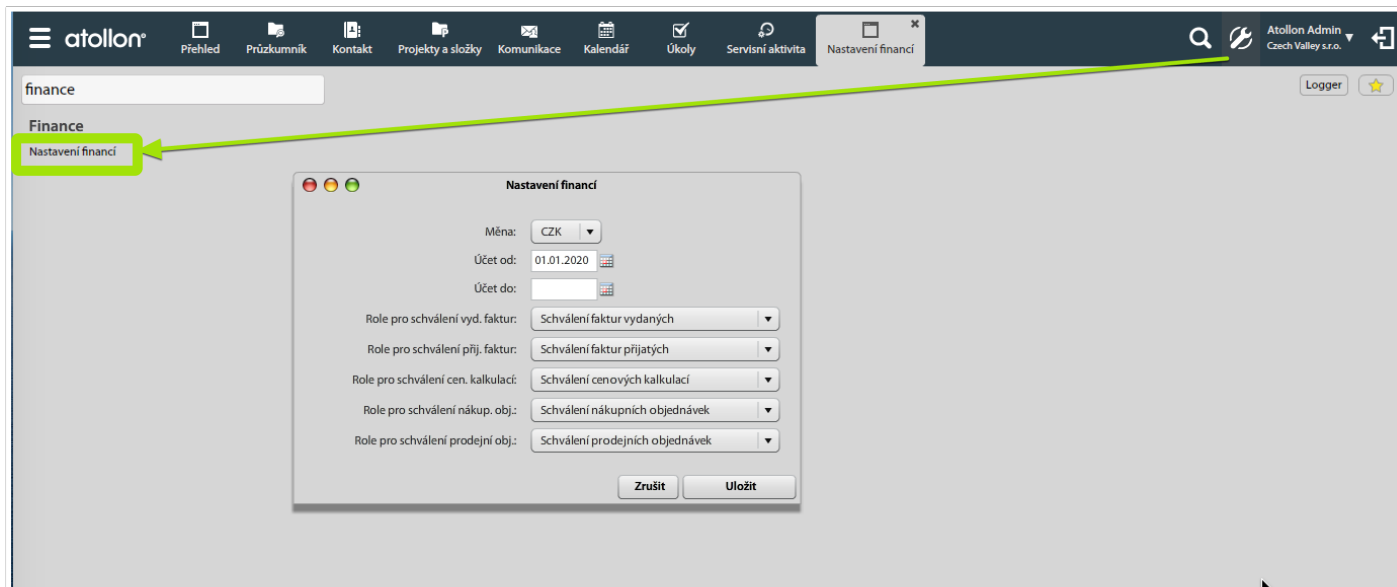 atollon
Přehled
Průzkumník
Kontakt
Projekty a složky
Komunikace
Kalendář
Úkoly
Servisní aktivita
Nastavení financí
Atollon Admin
Czech Valley s.r.o.
finance
Logger
Finance
Nastavení financí
Nastavení financí
Měna: CZK
Účet od: 01.01.2020
Účet do:
Role pro schválení vyd. faktur: Schválení faktur vydaných
Role pro schválení přij. faktur: Schválení faktur přijatých
Role pro schválení cen. kalkulací: Schválení cenových kalkulací
Role pro schválení nákup. obj.: Schválení nákupních objednávek
Role pro schválení prodejní obj.: Schválení prodejních objednávek
Zrušit
Uložit